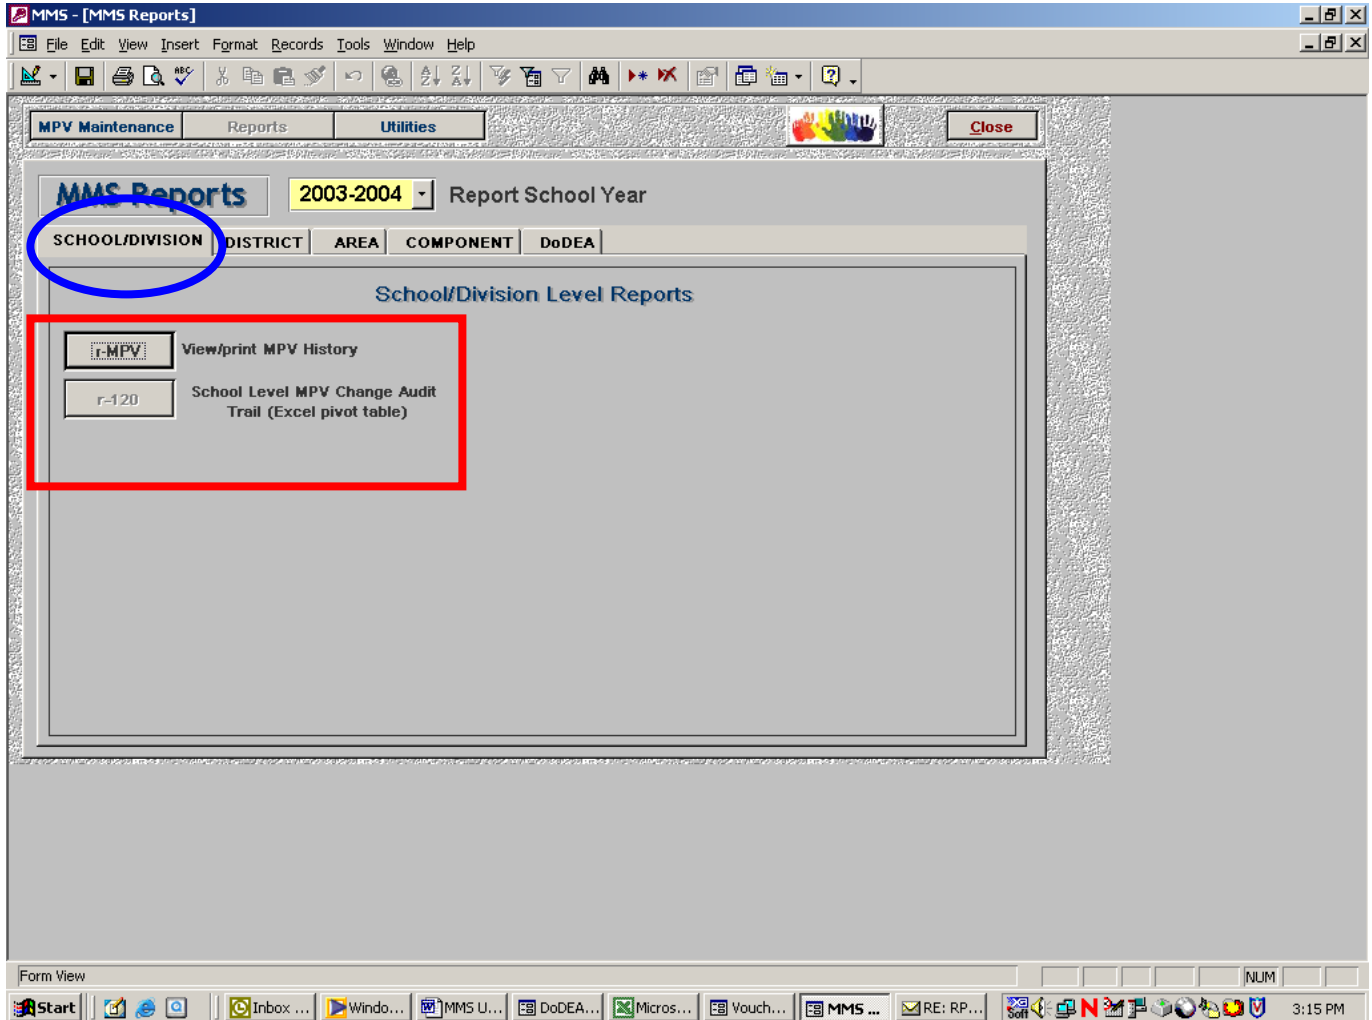 MMS - [MMS Reports]
File Edit View Insert Format Records Tools Window Help
MPV Maintenance Reports Utilities Close
MMS Reports 2003-2004 Report School Year
SCHOOL/DIVISION DISTRICT AREA COMPONENT DoDEA
School/Division Level Reports
r-MPV View/print MPV History
r-120 School Level MPV Change Audit
Trail (Excel pivot table)
Form View NUM
Start Inbox ... Windo... MMS U... DoDEA... Micros... Vouch... MMS ... RE: RP... 3:15 PM